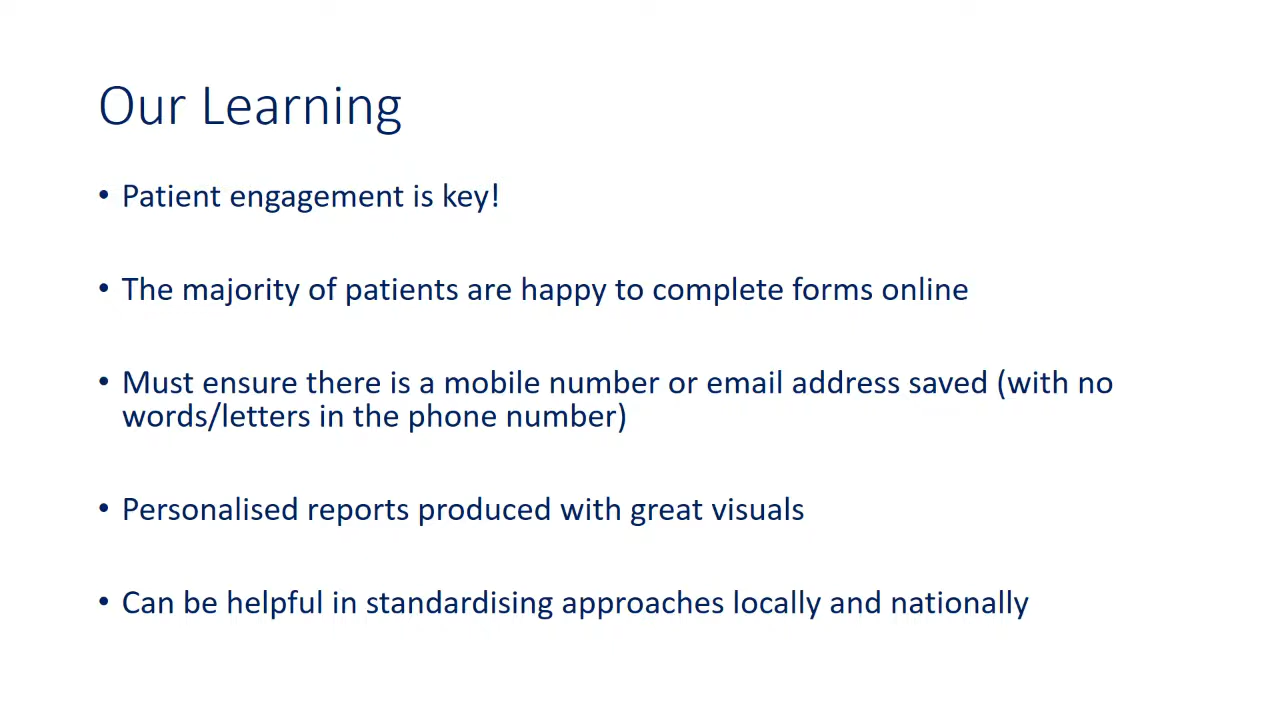 Our Learning
• Patient engagement is key!
• The majority of patients are happy to complete forms online
• Must ensure there is a mobile number or email address saved (with no
words/letters in the phone number)
• Personalised reports produced with great visuals
• Can be helpful in standardising approaches locally and nationally